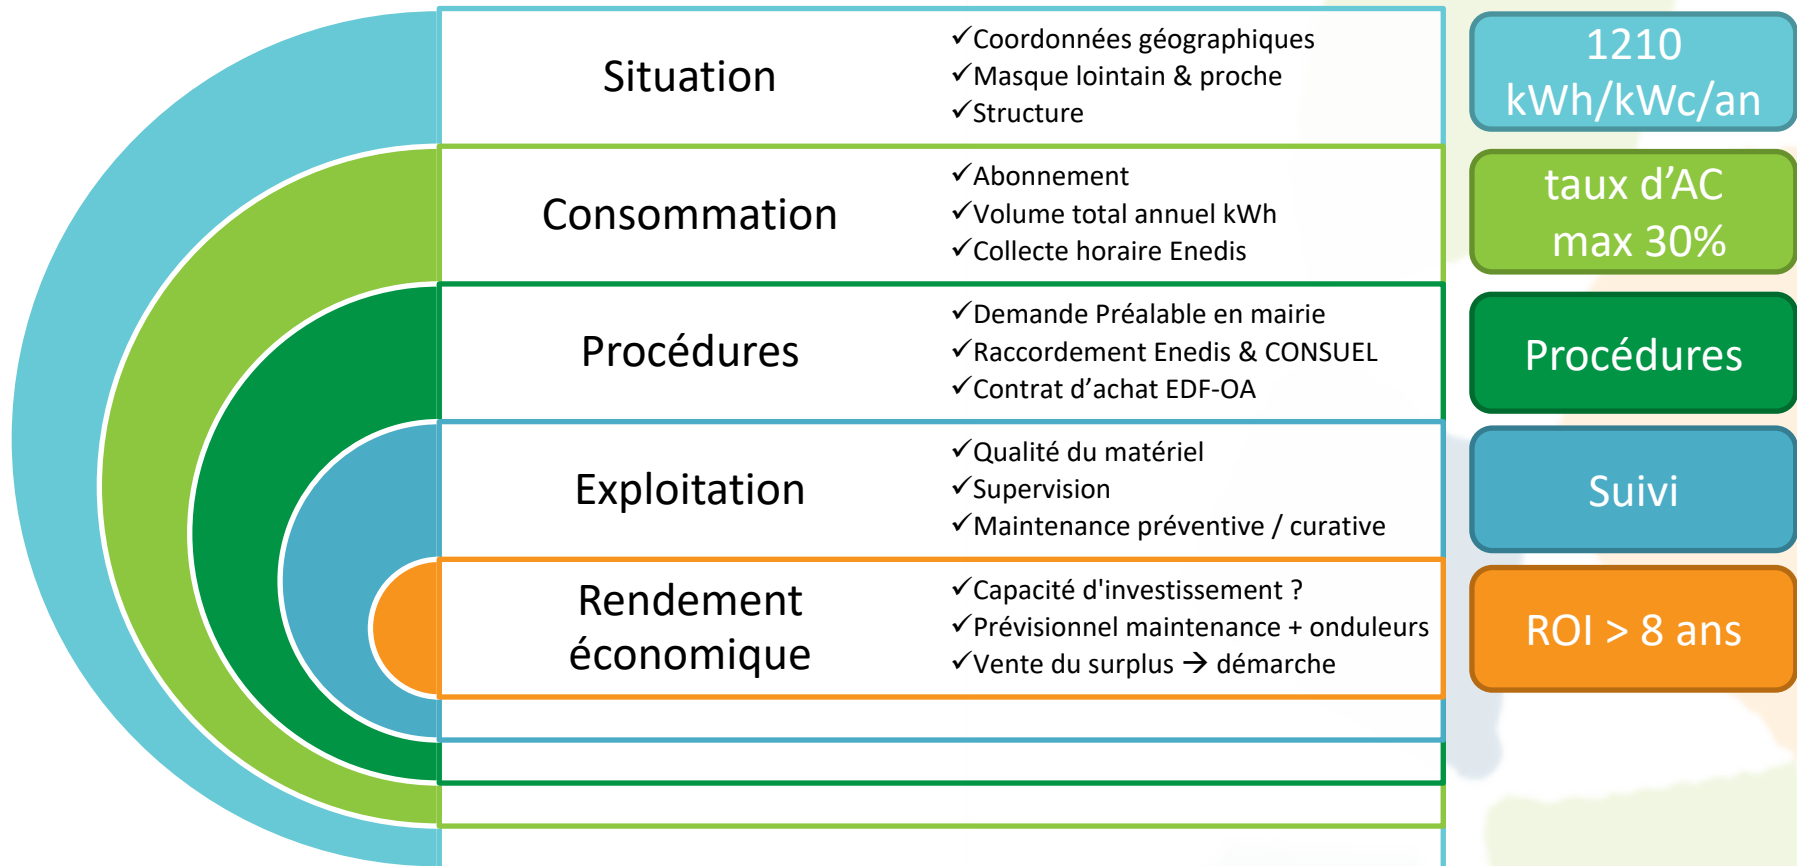 Situation
✓Coordonnées géographiques
✓Masque lointain & proche
✓Structure
1210
kWh/kWc/an
Consommation
✓Abonnement
✓Volume total annuel kWh
✓Collecte horaire Enedis
taux d’AC
max 30%
Procédures
✓Demande Préalable en mairie
✓Raccordement Enedis & CONSUEL
✓Contrat d’achat EDF-OA
Procédures
Exploitation
✓Qualité du matériel
✓Supervision
✓Maintenance préventive / curative
Suivi
Rendement
économique
✓Capacité d'investissement ?
✓Prévisionnel maintenance + onduleurs
✓Vente du surplus → démarche
ROI > 8 ans